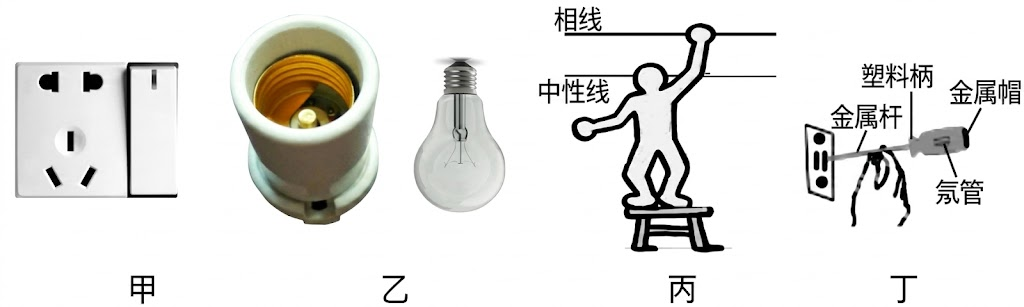 相线
中性线
塑料柄
金属帽
金属杆
氖管
甲
乙
丙
丁